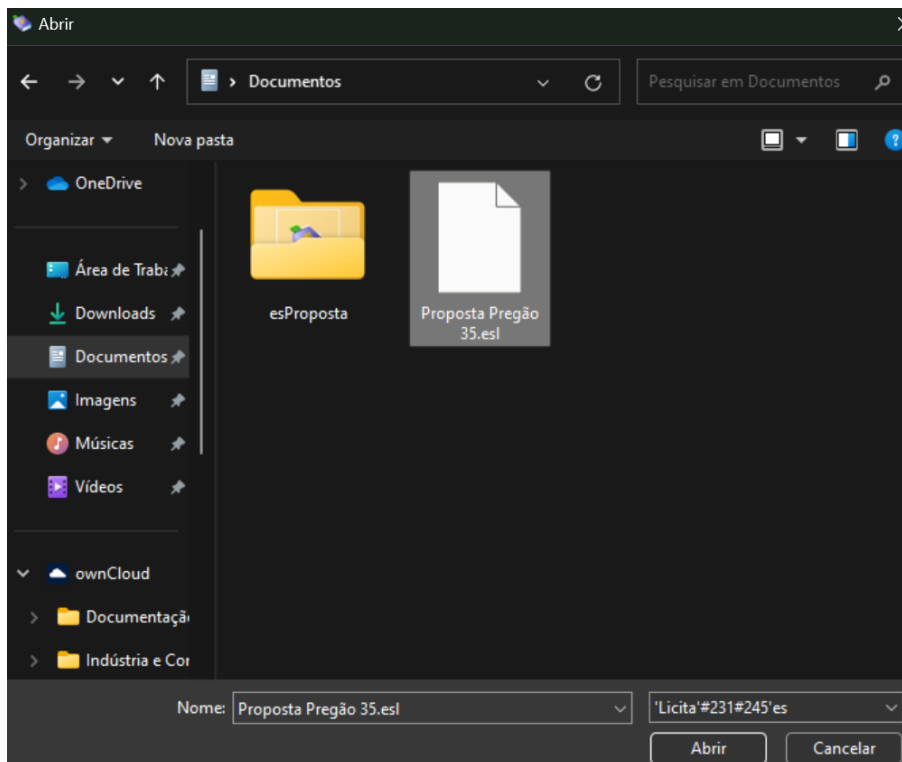 Abrir
Documentos
Pesquisar em Documentos
Organizar
Nova pasta
OneDrive
Área de Traba
Downloads
Documentos
Imagens
Músicas
Vídeos
ownCloud
Documentaçã
Indústria e Cor
esProposta
Proposta Pregão
35.esl
Nome:
Proposta Pregão 35.esl
'Licita'#231#245'es
Abrir
Cancelar